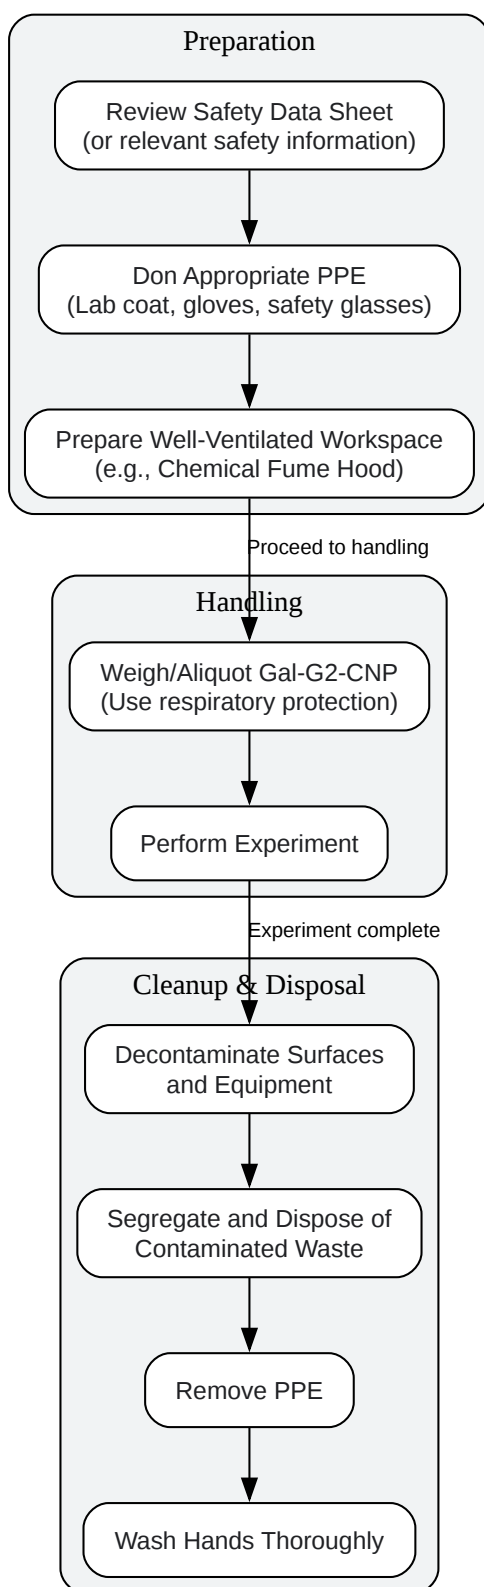 Preparation
Review Safety Data Sheet
(or relevant safety information)
Don Appropriate PPE
(Lab coat, gloves, safety glasses)
Prepare Well-Ventilated Workspace
(e.g., Chemical Fume Hood)
Proceed to handling
Handling
Weigh/Aliquot Gal-G2-CNP
(Use respiratory protection)
Perform Experiment
Experiment complete
Cleanup & Disposal
Decontaminate Surfaces
and Equipment
Segregate and Dispose of
Contaminated Waste
Remove PPE
Wash Hands Thoroughly